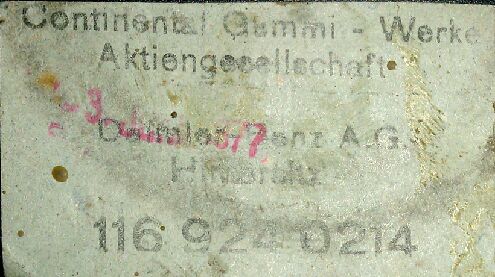 Continental Gummi - Werke
Aktiengesellschaft
Daimler-Benz A.G.
116 924 0214